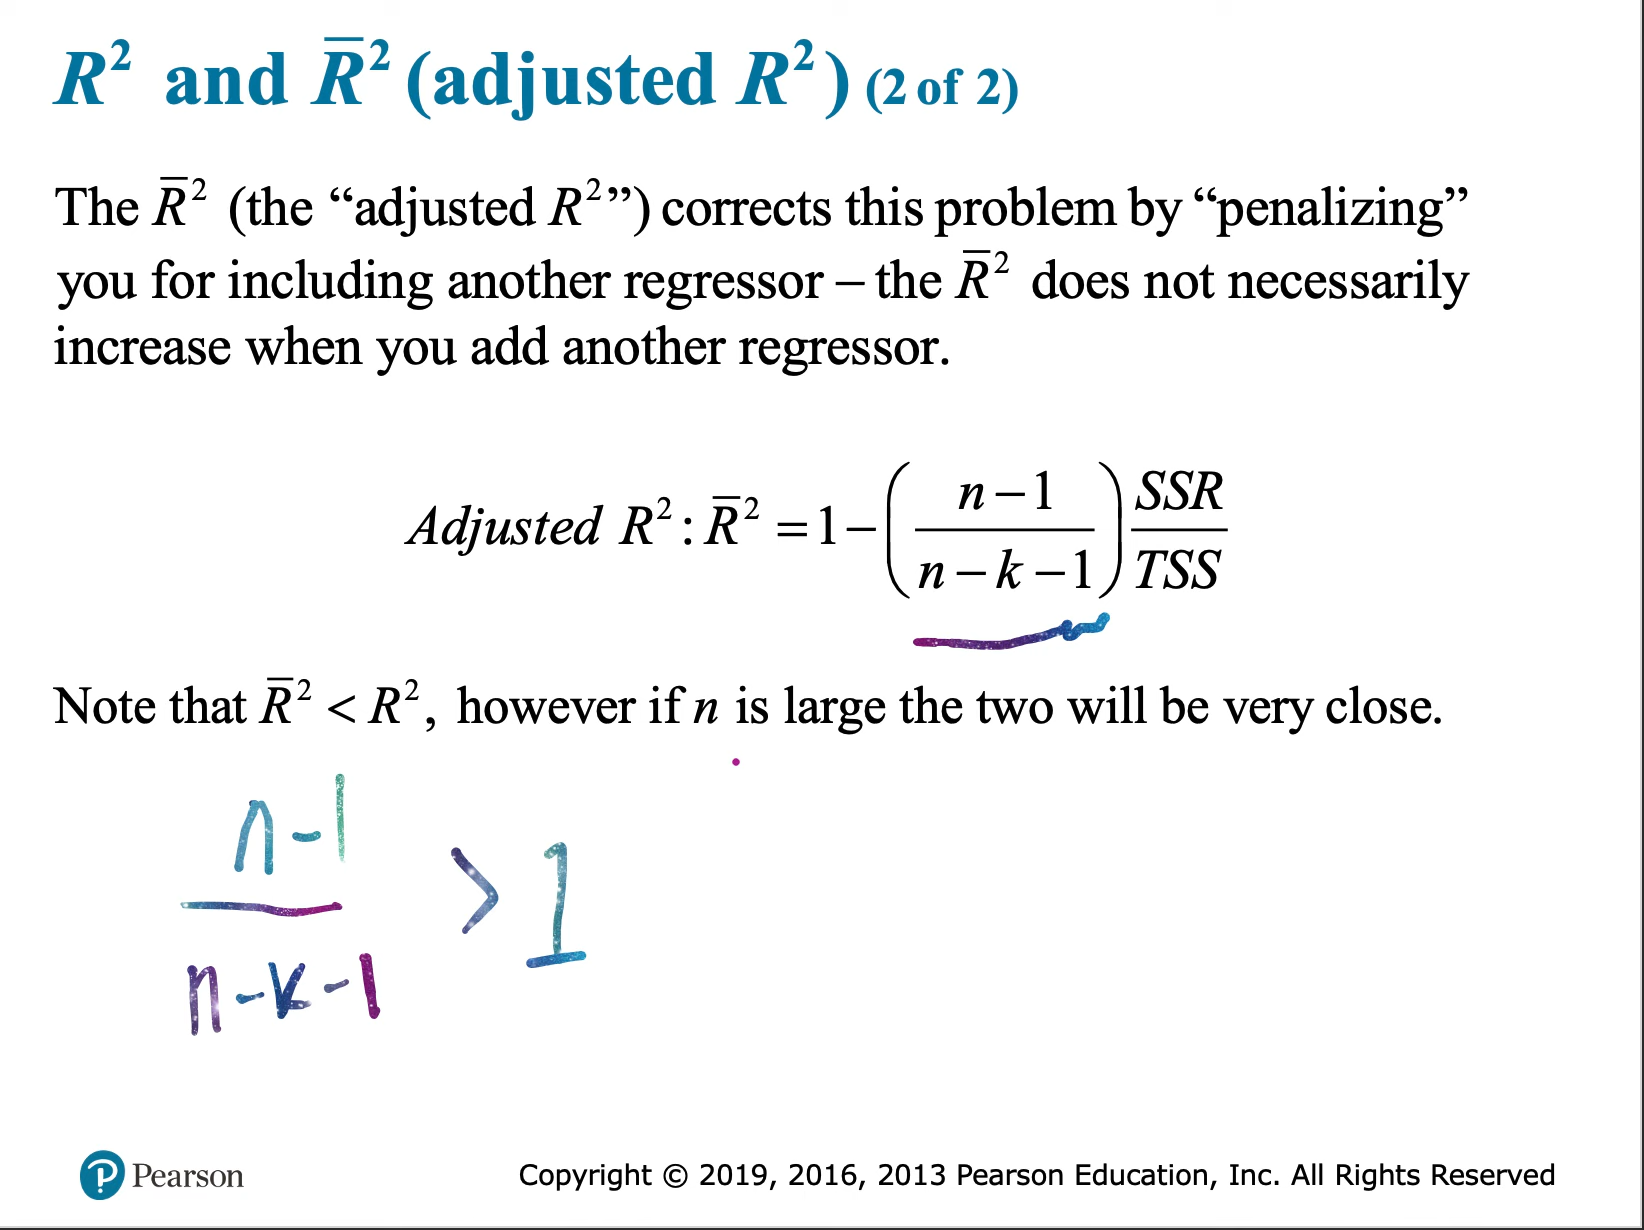 R² and R̅² (adjusted R²) (2 of 2)
The R̅² (the “adjusted R²”) corrects this problem by “penalizing”
you for including another regressor – the R̅² does not necessarily
increase when you add another regressor.
Adjusted R² : R̅² = 1 − ( (n − 1) / (n − k − 1) ) SSR / TSS
Note that R̅² < R², however if n is large the two will be very close.
n - 1
n - k - 1
> 1
Pearson
Copyright © 2019, 2016, 2013 Pearson Education, Inc. All Rights Reserved